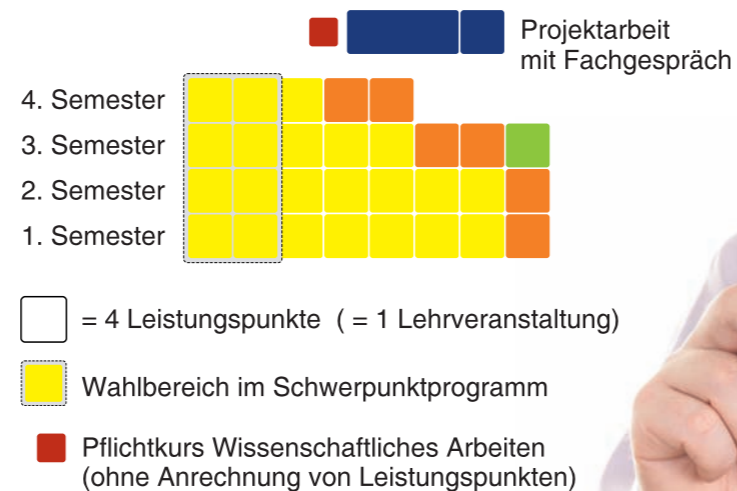 Projektarbeit
mit Fachgespräch
4. Semester
3. Semester
2. Semester
1. Semester
= 4 Leistungspunkte ( = 1 Lehrveranstaltung)
Wahlbereich im Schwerpunktprogramm
Pflichtkurs Wissenschaftliches Arbeiten
(ohne Anrechnung von Leistungspunkten)